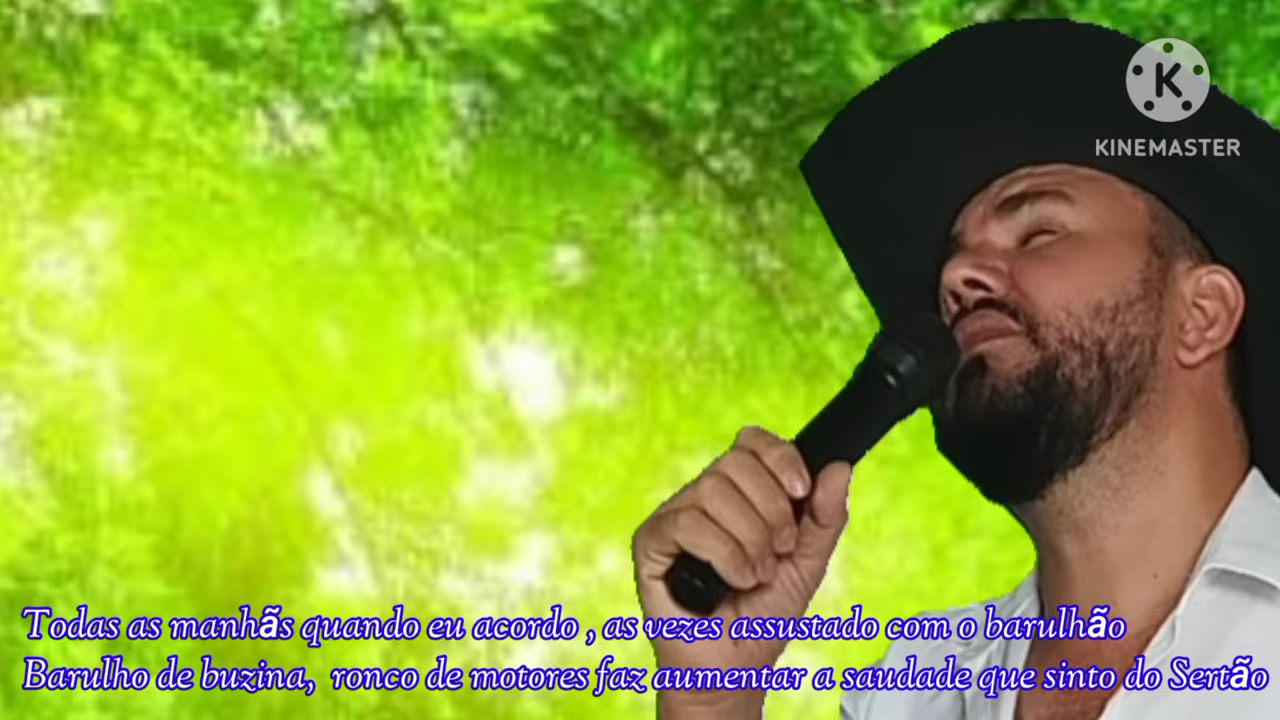 K
KINEMASTER
Todas as manhãs quando eu acordo , as vezes assustado com o barulhão
Barulho de buzina, ronco de motores faz aumentar a saudade que sinto do Sertão